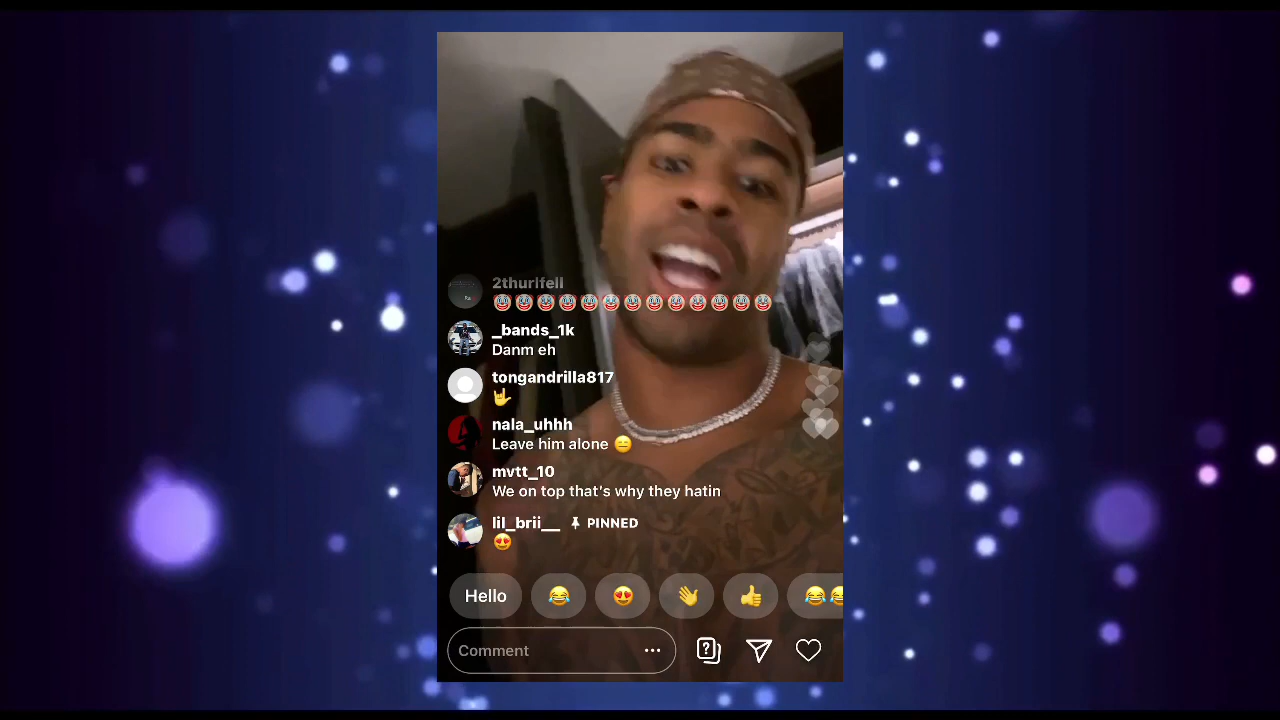 2thurlfell
🤡🤡🤡🤡🤡🤡🤡🤡🤡🤡🤡🤡🤡
_bands_1k
Danm eh
tongandrilla817
🤟
nala_uhhh
Leave him alone 😑
mvtt_10
We on top that's why they hatin
lil_brii__ PINNED
😍
Hello 😂 😍 👋 👍 😂😂
Comment ...